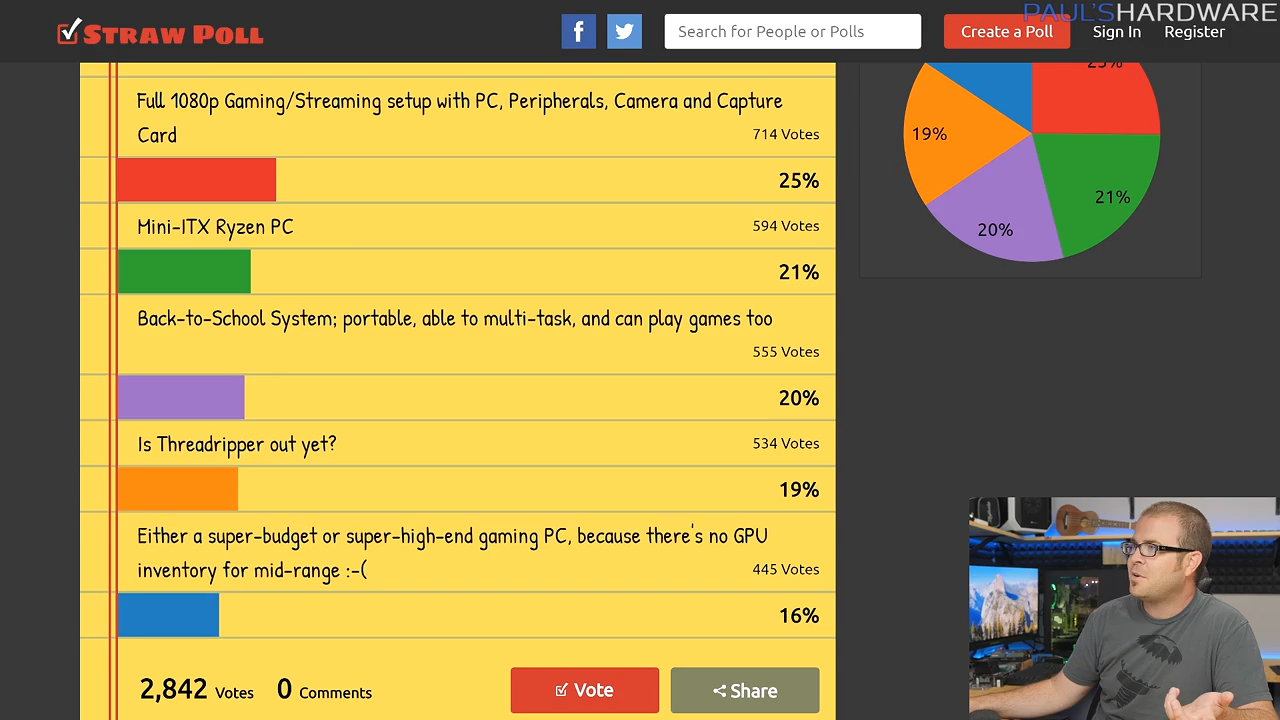 PAUL'SHARDWARE
STRAW POLL
f
Search for People or Polls
Create a Poll
Sign In
Register
Full 1080p Gaming/Streaming setup with PC, Peripherals, Camera and Capture
Card
714 Votes
25%
Mini-ITX Ryzen PC
594 Votes
21%
Back-to-School System; portable, able to multi-task, and can play games too
555 Votes
20%
Is Threadripper out yet?
534 Votes
19%
Either a super-budget or super-high-end gaming PC, because there's no GPU
inventory for mid-range :-(
445 Votes
16%
2,842 Votes
0 Comments
Vote
Share
25%
19%
21%
20%